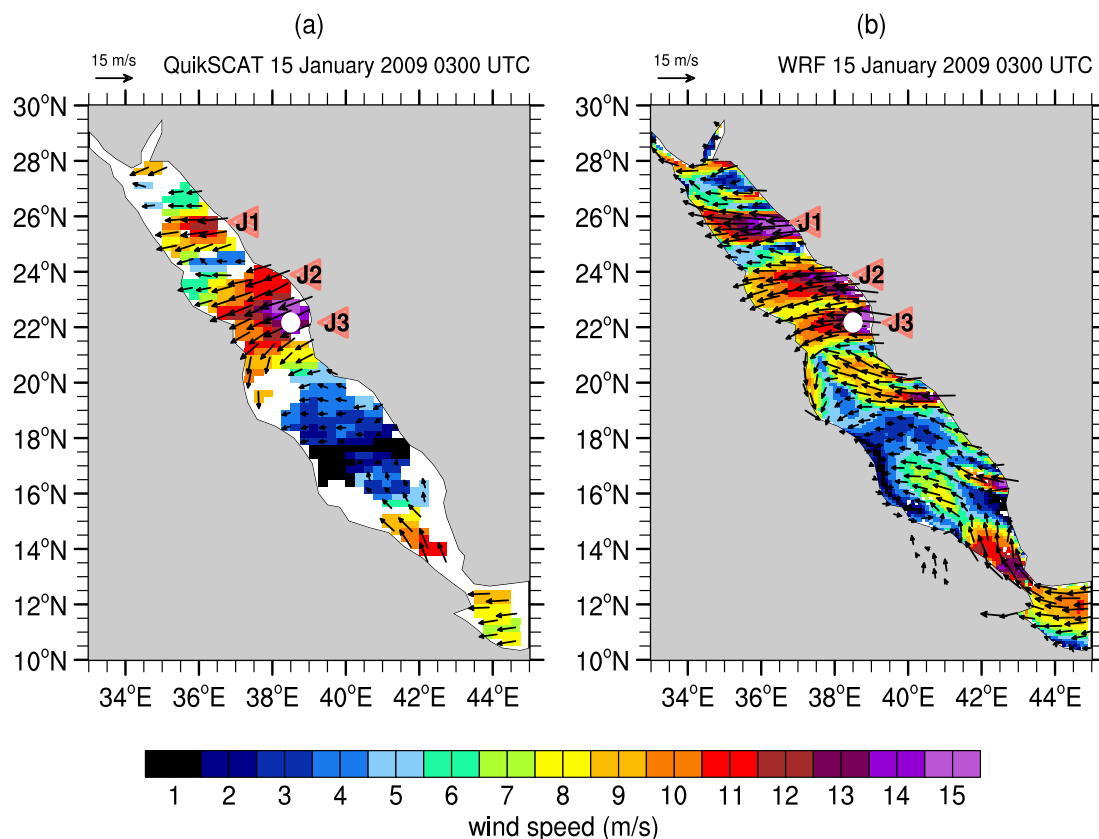 (a)
(b)
15 m/s QuikSCAT 15 January 2009 0300 UTC
15 m/s WRF 15 January 2009 0300 UTC
30°N
28°N
26°N
24°N
22°N
20°N
18°N
16°N
14°N
12°N
10°N
J1
J2
J3
34°E 36°E 38°E 40°E 42°E 44°E
30°N
28°N
26°N
24°N
22°N
20°N
18°N
16°N
14°N
12°N
10°N
J1
J2
J3
34°E 36°E 38°E 40°E 42°E 44°E
1 2 3 4 5 6 7 8 9 10 11 12 13 14 15
wind speed (m/s)